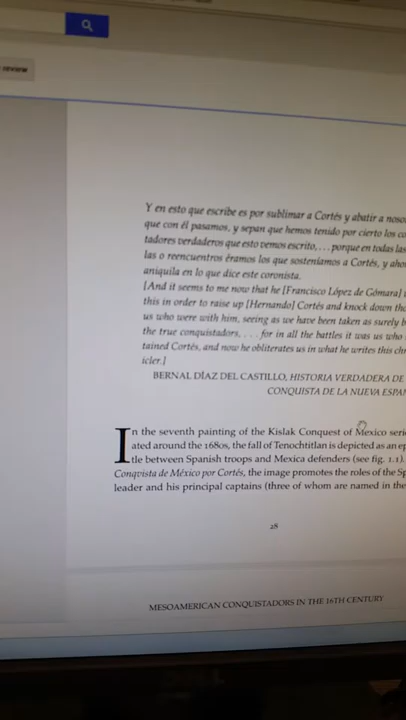 review
Y en esto que escribe es por sublimar a Cortés y abatir a
que con él pasamos, y sepan que hemos tenido por cierto los
tadores verdaderos que esto vemos escrito, . . . porque en todas las
las o reencuentros éramos los que sosteníamos a Cortés, y
aniquila en lo que dice este coronista.
[And it seems to me now that he [Francisco López de Gómara]
this in order to raise up [Hernando] Cortés and knock down
us who were with him, seeing as we have been taken as surely
the true conquistadors, . . . for in all the battles it was us who
tained Cortés, and now he obliterates us in what he writes this
icler.]
BERNAL DÍAZ DEL CASTILLO, HISTORIA VERDADERA DE
CONQUISTA DE LA NUEVA
In the seventh painting of the Kislak Conquest of Mexico
ated around the 1680s, the fall of Tenochtitlan is depicted as an
tle between Spanish troops and Mexica defenders (see fig. 1.1).
Conquista de México por Cortés, the image promotes the roles of the
leader and his principal captains (three of whom are named in the
28
MESOAMERICAN CONQUISTADORS IN THE 16TH CENTURY